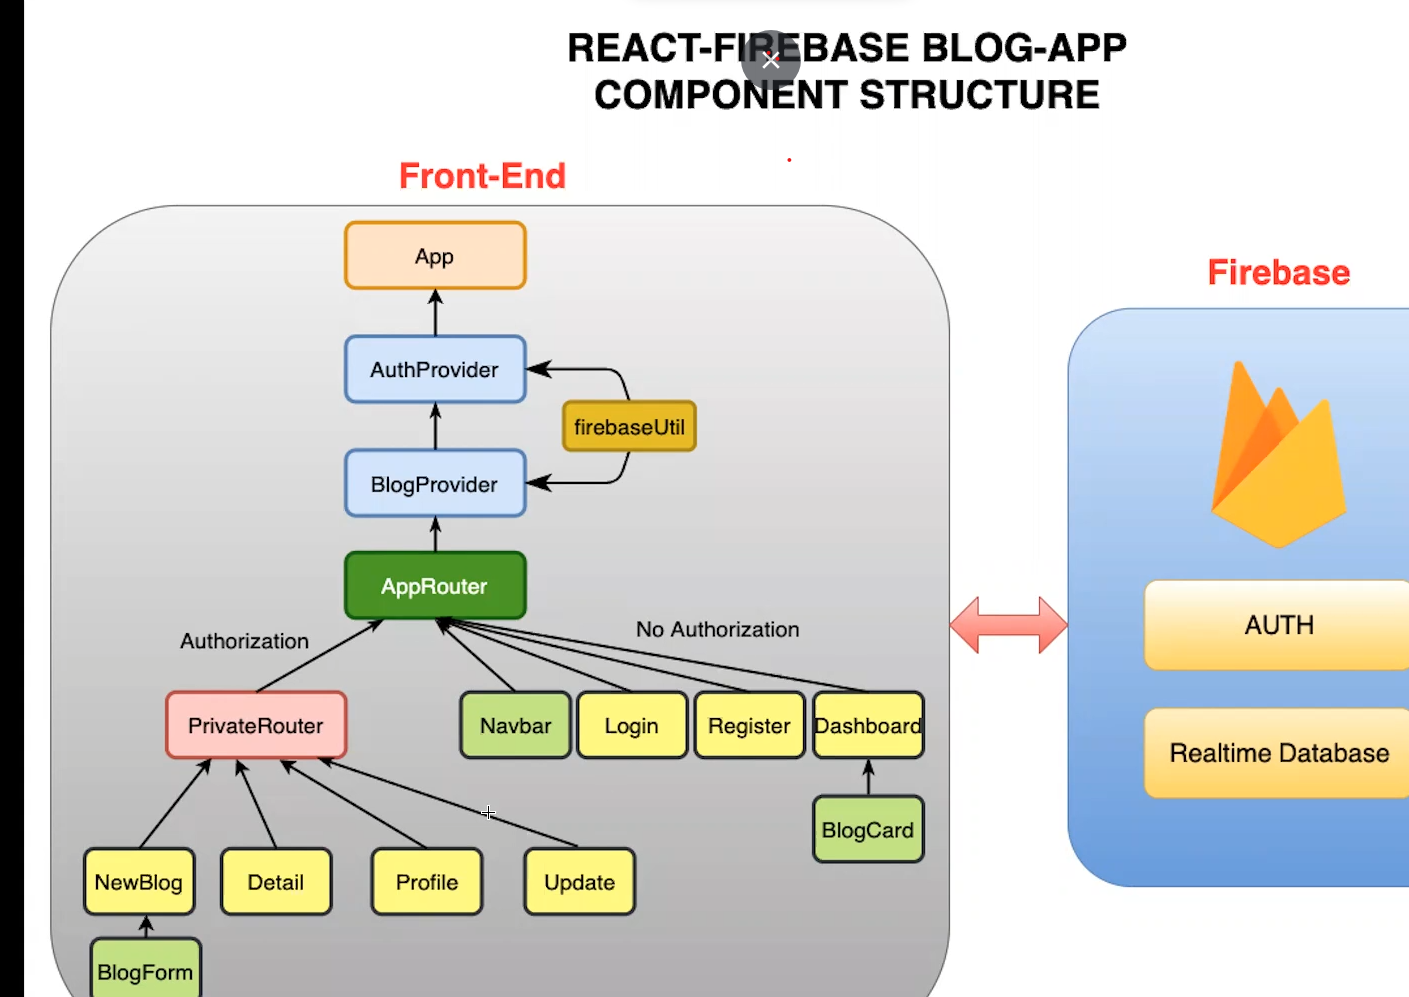 REACT-FIREBASE BLOG-APP
COMPONENT STRUCTURE
Front-End
Firebase
App
AuthProvider
firebaseUtil
BlogProvider
AppRouter
Authorization
No Authorization
AUTH
PrivateRouter
Navbar
Login
Register
Dashboard
Realtime Database
BlogCard
NewBlog
Detail
Profile
Update
BlogForm